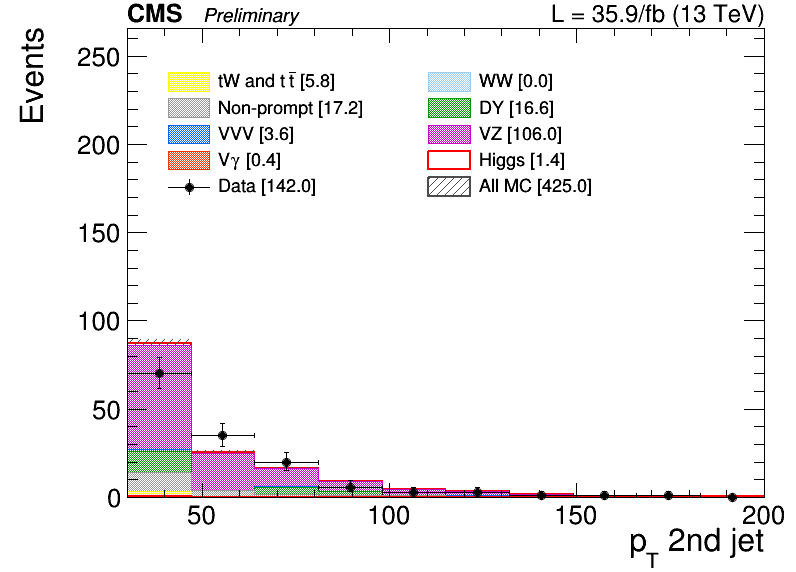 CMS Preliminary L = 35.9/fb (13 TeV)
Events
250
200
150
100
50
0
tW and t t̅ [5.8]
Non-prompt [17.2]
VVV [3.6]
Vγ [0.4]
Data [142.0]
WW [0.0]
DY [16.6]
VZ [106.0]
Higgs [1.4]
All MC [425.0]
50 100 150 200
p_T 2nd jet